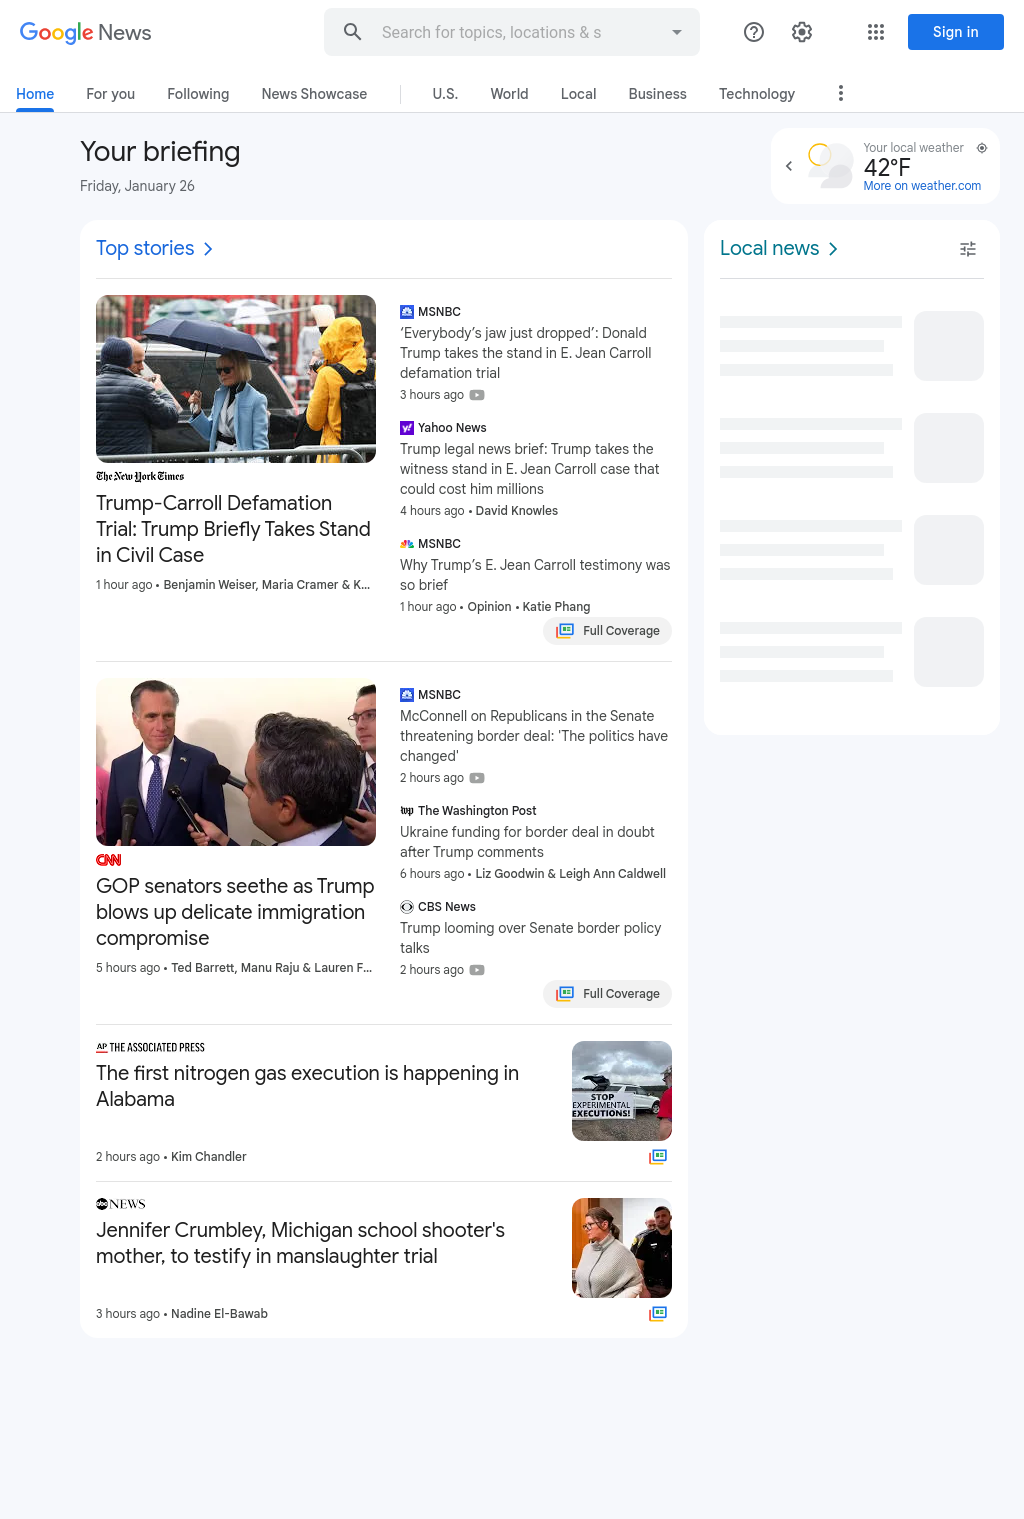 Google News
Search for topics, locations & s
Sign in
Home
For you
Following
News Showcase
U.S.
World
Local
Business
Technology
Your briefing
Friday, January 26
Your local weather
42°F
More on weather.com
Top stories
The New York Times
Trump-Carroll Defamation
Trial: Trump Briefly Takes Stand
in Civil Case
1 hour ago • Benjamin Weiser, Maria Cramer & K...
MSNBC
‘Everybody’s jaw just dropped’: Donald
Trump takes the stand in E. Jean Carroll
defamation trial
3 hours ago
Yahoo News
Trump legal news brief: Trump takes the
witness stand in E. Jean Carroll case that
could cost him millions
4 hours ago • David Knowles
MSNBC
Why Trump’s E. Jean Carroll testimony was
so brief
1 hour ago • Opinion • Katie Phang
Full Coverage
CNN
GOP senators seethe as Trump
blows up delicate immigration
compromise
5 hours ago • Ted Barrett, Manu Raju & Lauren F...
MSNBC
McConnell on Republicans in the Senate
threatening border deal: 'The politics have
changed'
2 hours ago
wp The Washington Post
Ukraine funding for border deal in doubt
after Trump comments
6 hours ago • Liz Goodwin & Leigh Ann Caldwell
CBS News
Trump looming over Senate border policy
talks
2 hours ago
Full Coverage
AP THE ASSOCIATED PRESS
The first nitrogen gas execution is happening in
Alabama
2 hours ago • Kim Chandler
STOP
EXPERIMENTAL
EXECUTIONS!
abc NEWS
Jennifer Crumbley, Michigan school shooter's
mother, to testify in manslaughter trial
3 hours ago • Nadine El-Bawab
Local news